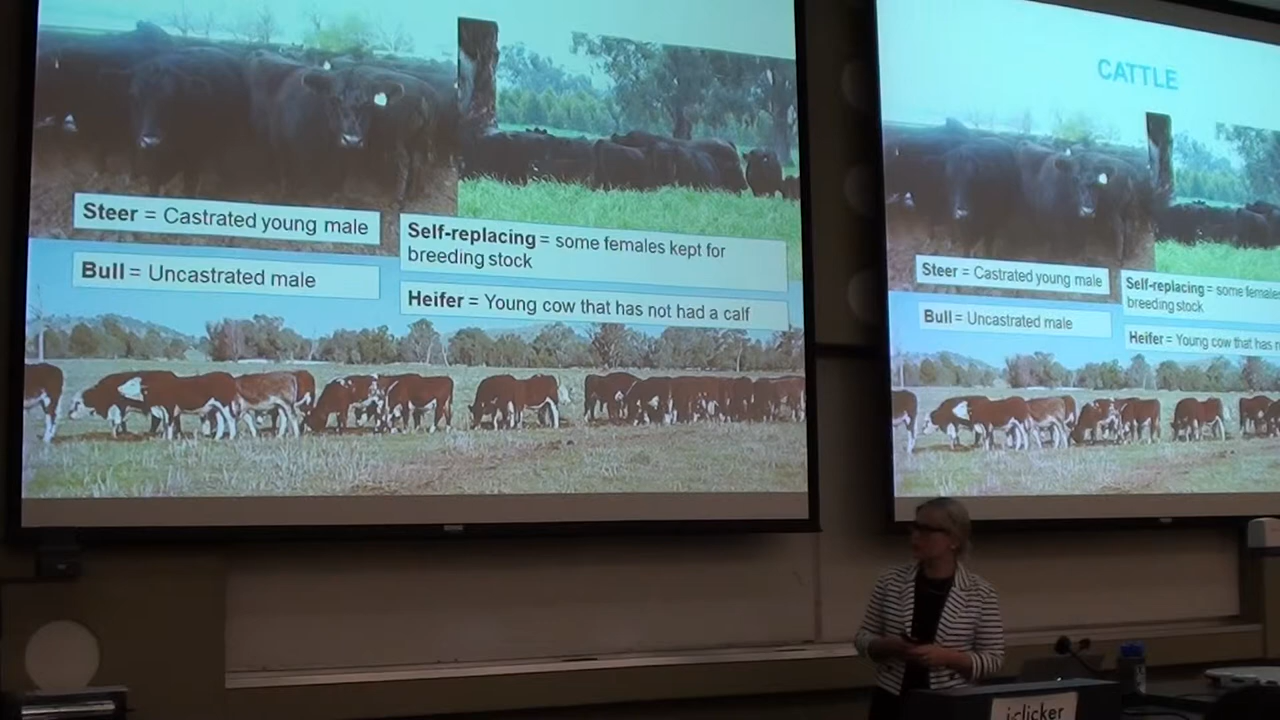 Steer = Castrated young male
Bull = Uncastrated male
Self-replacing = some females kept for
breeding stock
Heifer = Young cow that has not had a calf
CATTLE
Steer = Castrated young male
Bull = Uncastrated male
Self-replacing = some females
breeding stock
Heifer = Young cow that has n
i>clicker